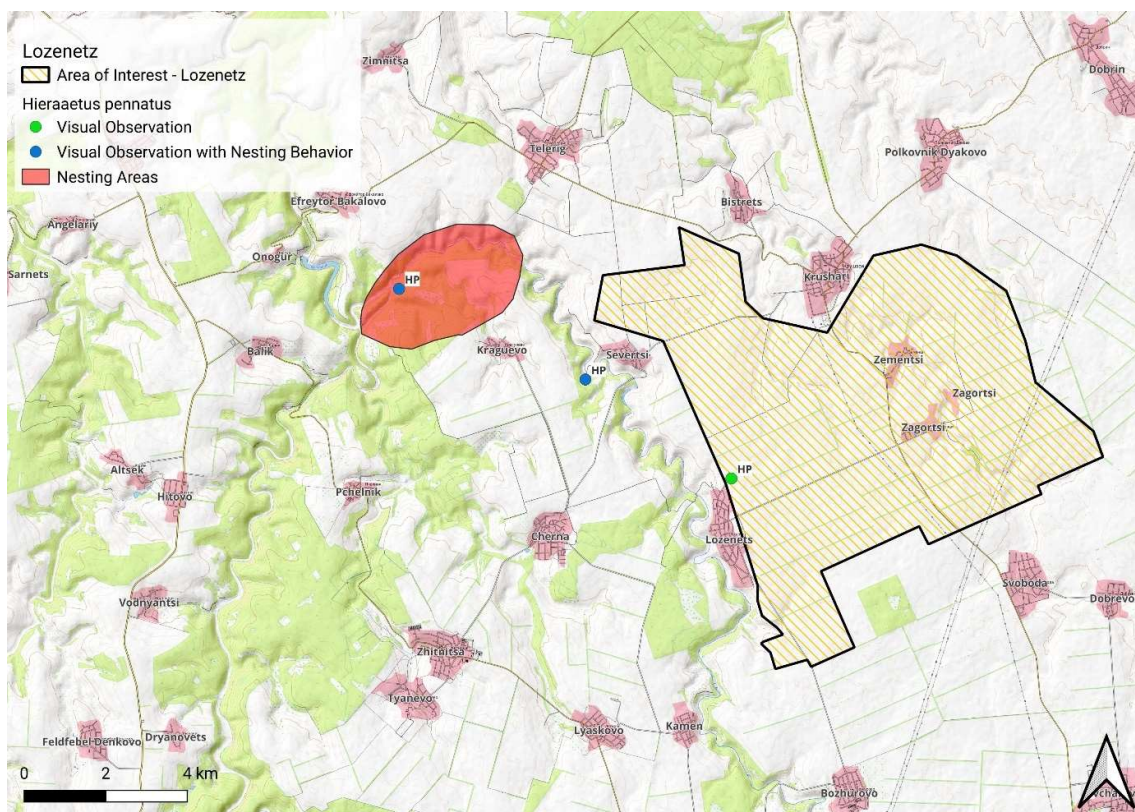 Lozenetz
Area of Interest - Lozenetz
Hieraaetus pennatus
Visual Observation
Visual Observation with Nesting Behavior
Nesting Areas
Zimnitsa
Dobrin
Telerig
Polkovnik Dyakovo
Efreytor Bakalovo
Bistrets
Angelariy
Onogur
Sarnets
Krushari
HP
Balik
Kraguevo
Severtsi
Zementsi
HP
Zagortsi
Zagortsi
Altsek
HP
Hitovo
Pchelnik
Cherna
Lozenets
Svoboda
Dobrevo
Vodnyantsi
Zhitnitsa
Tyanevo
Lyaskovo
Kamen
Feldfebel Denkovo
Dryanovets
0 2 4 km
Bozhurovo